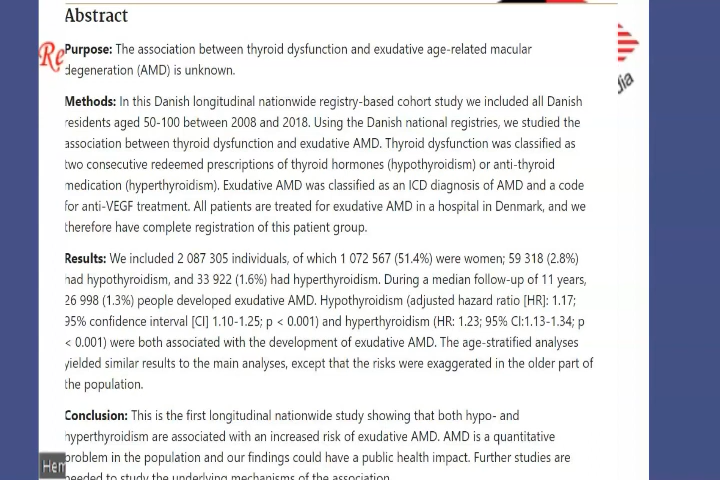 Abstract
Re
Purpose: The association between thyroid dysfunction and exudative age-related macular
degeneration (AMD) is unknown.
dia
Methods: In this Danish longitudinal nationwide registry-based cohort study we included all Danish
residents aged 50-100 between 2008 and 2018. Using the Danish national registries, we studied the
association between thyroid dysfunction and exudative AMD. Thyroid dysfunction was classified as
two consecutive redeemed prescriptions of thyroid hormones (hypothyroidism) or anti-thyroid
medication (hyperthyroidism). Exudative AMD was classified as an ICD diagnosis of AMD and a code
for anti-VEGF treatment. All patients are treated for exudative AMD in a hospital in Denmark, and we
therefore have complete registration of this patient group.
Results: We included 2 087 305 individuals, of which 1 072 567 (51.4%) were women; 59 318 (2.8%)
had hypothyroidism, and 33 922 (1.6%) had hyperthyroidism. During a median follow-up of 11 years,
26 998 (1.3%) people developed exudative AMD. Hypothyroidism (adjusted hazard ratio [HR]: 1.17;
95% confidence interval [CI] 1.10-1.25; p < 0.001) and hyperthyroidism (HR: 1.23; 95% CI:1.13-1.34; p
< 0.001) were both associated with the development of exudative AMD. The age-stratified analyses
yielded similar results to the main analyses, except that the risks were exaggerated in the older part of
the population.
Conclusion: This is the first longitudinal nationwide study showing that both hypo- and
hyperthyroidism are associated with an increased risk of exudative AMD. AMD is a quantitative
problem in the population and our findings could have a public health impact. Further studies are
Hem
needed to study the underlying mechanisms of the association.